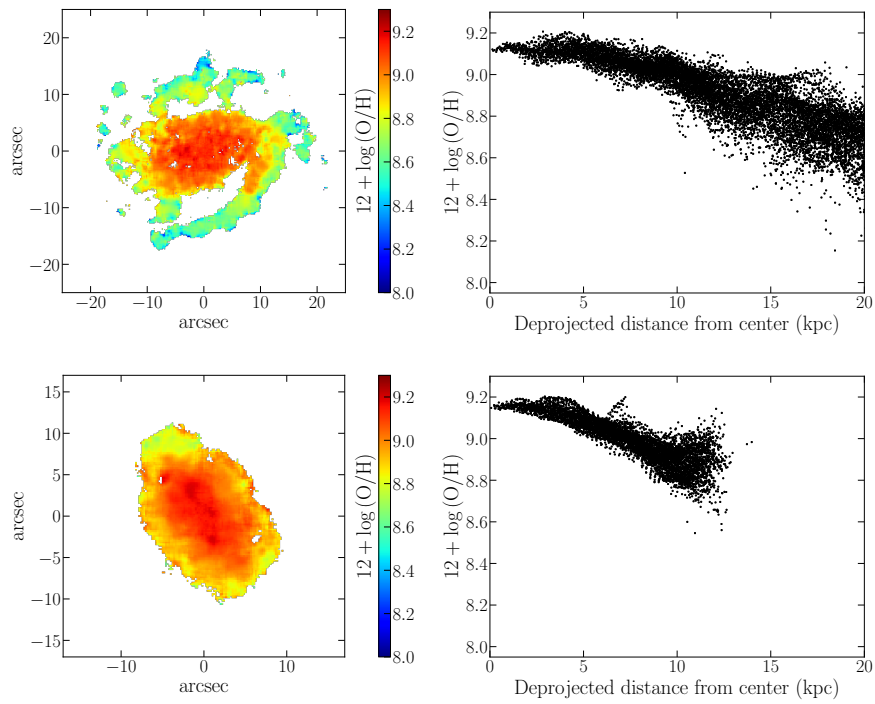 20
10
0
−10
−20
arcsec
−20 −10 0 10 20
arcsec
9.2
9.0
8.8
8.6
8.4
8.2
8.0
12 + log (O/H)
9.2
9.0
8.8
8.6
8.4
8.2
8.0
12 + log (O/H)
0 5 10 15 20
Deprojected distance from center (kpc)
15
10
5
0
−5
−10
−15
arcsec
−10 0 10
arcsec
9.2
9.0
8.8
8.6
8.4
8.2
8.0
12 + log (O/H)
9.2
9.0
8.8
8.6
8.4
8.2
8.0
12 + log (O/H)
0 5 10 15 20
Deprojected distance from center (kpc)